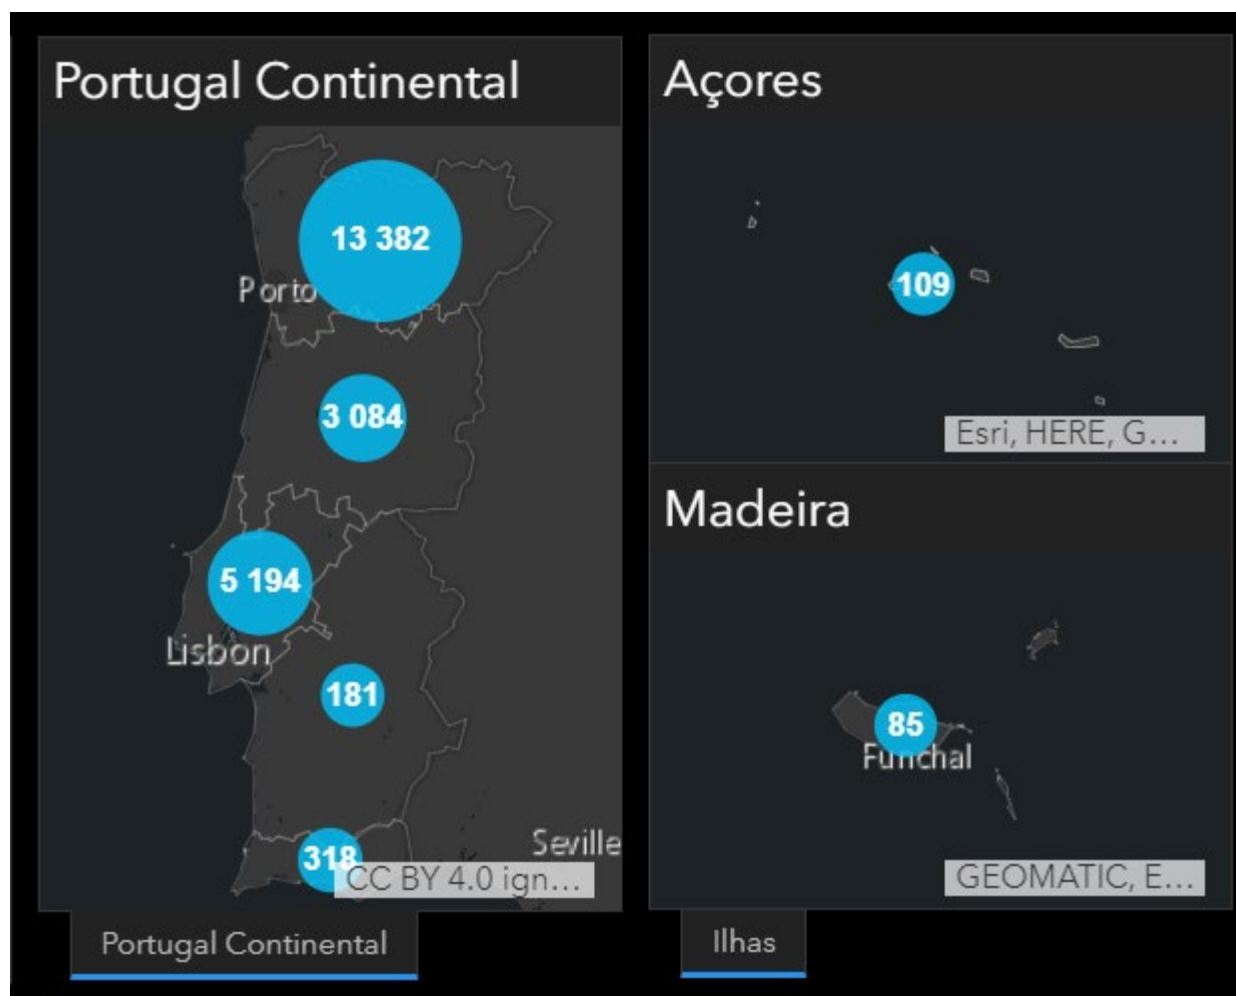 Portugal Continental
13 382
Porto
3 084
5 194
Lisbon
181
Seville
318
CC BY 4.0 ign...
Portugal Continental
Açores
109
Esri, HERE, G...
Madeira
85
Funchal
GEOMATIC, E...
Ilhas